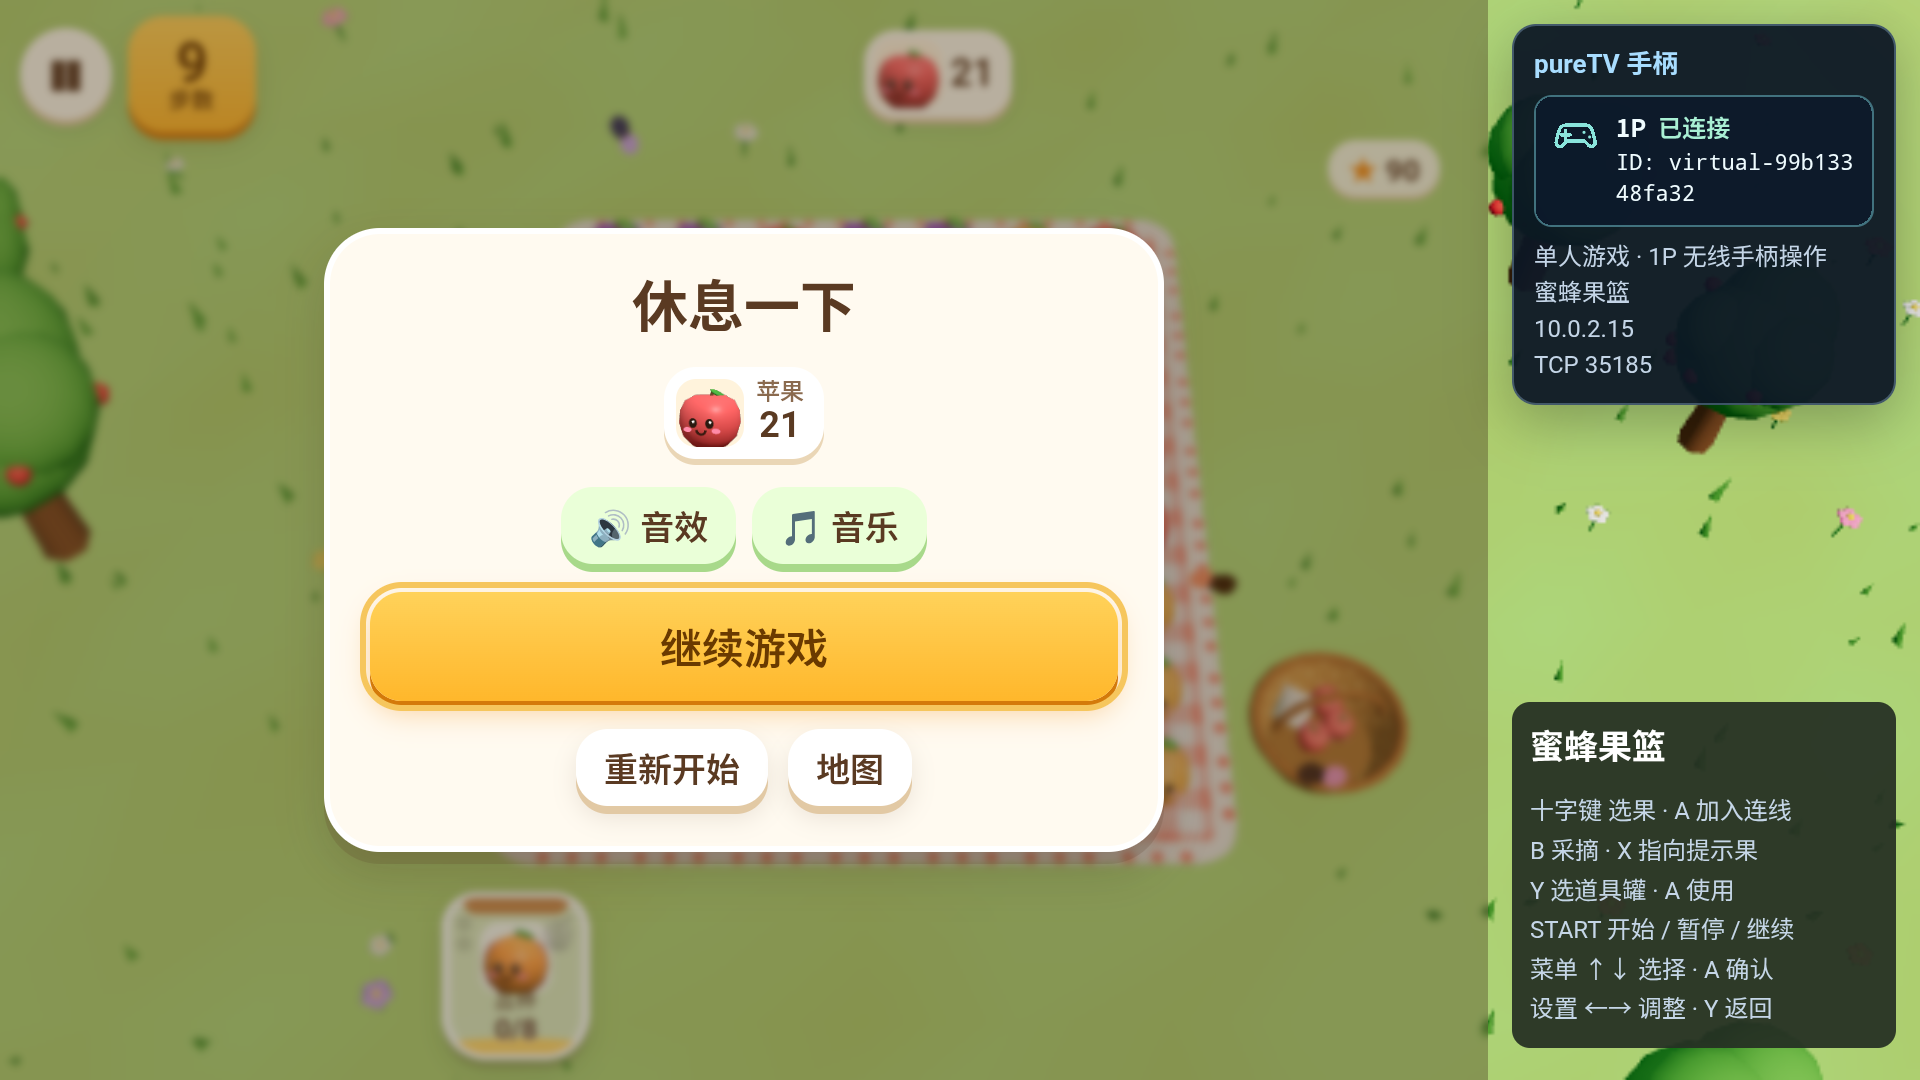 9
步数
21
90
休息一下
苹果
21
音效
音乐
继续游戏
重新开始
地图
0/8
pureTV 手柄
1P 已连接
ID: virtual-99b133
48fa32
单人游戏 · 1P 无线手柄操作
蜜蜂果篮
10.0.2.15
TCP 35185
蜜蜂果篮
十字键 选果 · A 加入连线
B 采摘 · X 指向提示果
Y 选道具罐 · A 使用
START 开始 / 暂停 / 继续
菜单 ↑↓ 选择 · A 确认
设置 ←→ 调整 · Y 返回